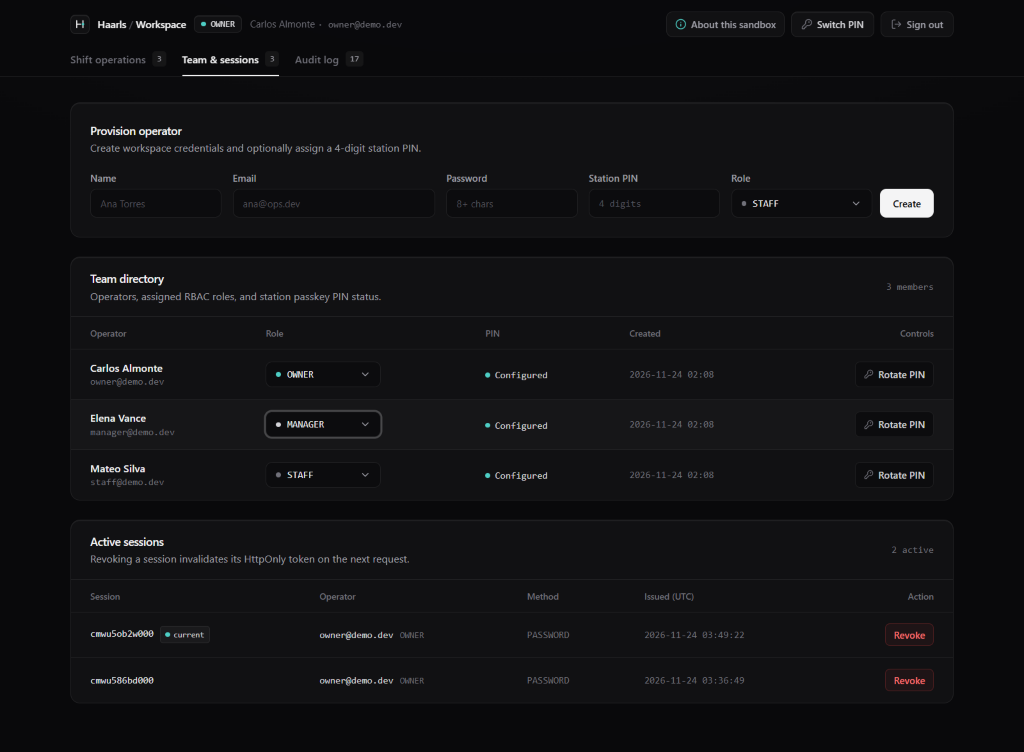 Haarls / Workspace OWNER Carlos Almonte · owner@demo.dev About this sandbox Switch PIN Sign out
Shift operations 3 Team & sessions 3 Audit log 17
Provision operator
Create workspace credentials and optionally assign a 4-digit station PIN.
Name Email Password Station PIN Role
Ana Torres ana@ops.dev 8+ chars 4 digits STAFF Create
Team directory
Operators, assigned RBAC roles, and station passkey PIN status.
3 members
Operator Role PIN Created Controls
Carlos Almonte
owner@demo.dev
OWNER Configured 2026-11-24 02:08 Rotate PIN
Elena Vance
manager@demo.dev
MANAGER Configured 2026-11-24 02:08 Rotate PIN
Mateo Silva
staff@demo.dev
STAFF Configured 2026-11-24 02:08 Rotate PIN
Active sessions
Revoking a session invalidates its HttpOnly token on the next request.
2 active
Session Operator Method Issued (UTC) Action
cmwu5ob2w000 current owner@demo.dev OWNER PASSWORD 2026-11-24 03:49:22 Revoke
cmwu586bd000 owner@demo.dev OWNER PASSWORD 2026-11-24 03:36:49 Revoke